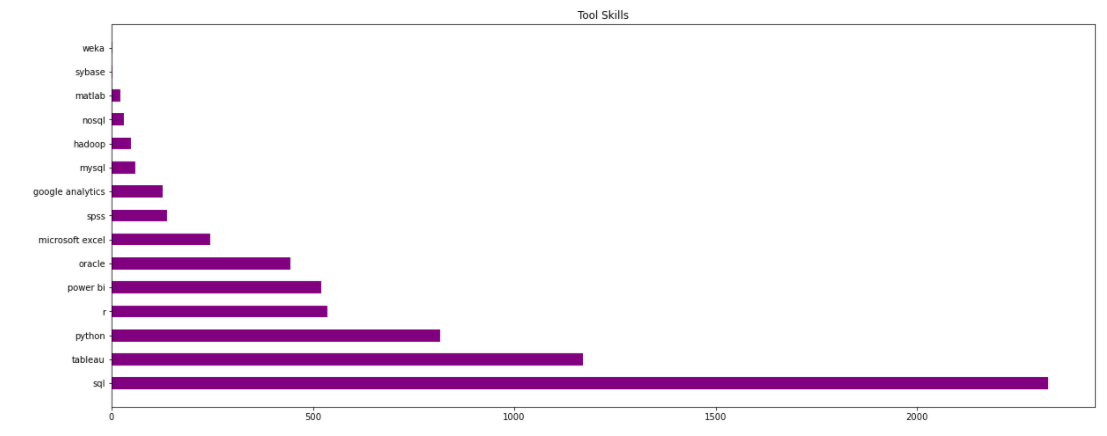 Tool Skills
weka
sybase
matlab
nosql
hadoop
mysql
google analytics
spss
microsoft excel
oracle
power bi
r
python
tableau
sql
0 500 1000 1500 2000